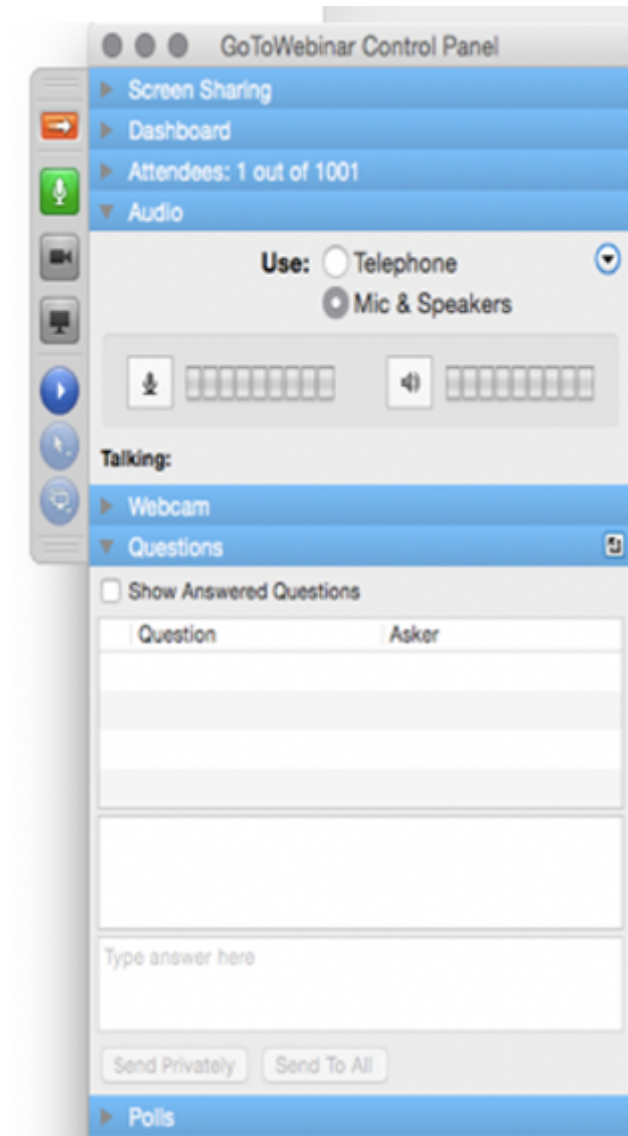 GoToWebinar Control Panel
Screen Sharing
Dashboard
Attendees: 1 out of 1001
Audio
Use: Telephone
Mic & Speakers
Talking:
Webcam
Questions
Show Answered Questions
Question Asker
Type answer here
Send Privately Send To All
Polls